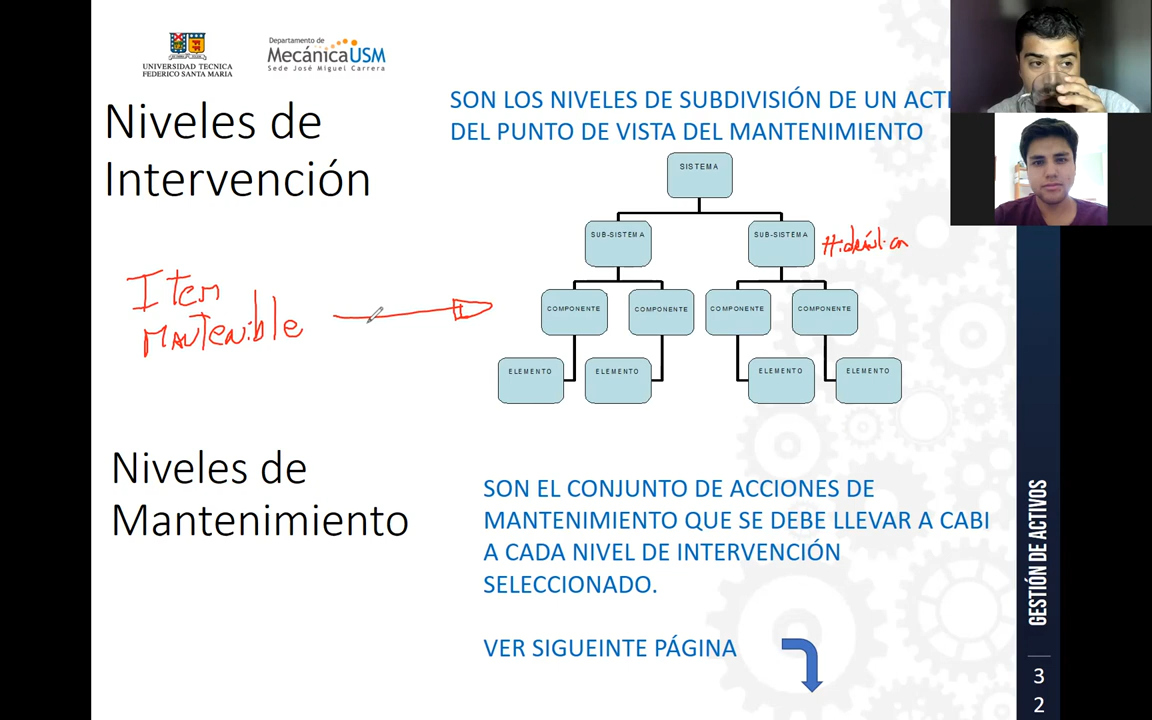 UNIVERSIDAD TECNICA
FEDERICO SANTA MARIA
Departamento de
MecánicaUSM
Sede José Miguel Carrera
Niveles de
Intervención
SON LOS NIVELES DE SUBDIVISIÓN DE UN ACTI
DEL PUNTO DE VISTA DEL MANTENIMIENTO
SISTEMA
SUB-SISTEMA
SUB-SISTEMA
COMPONENTE
COMPONENTE
COMPONENTE
COMPONENTE
ELEMENTO
ELEMENTO
ELEMENTO
ELEMENTO
Item
Mantenible
Niveles de
Mantenimiento
SON EL CONJUNTO DE ACCIONES DE
MANTENIMIENTO QUE SE DEBE LLEVAR A CABI
A CADA NIVEL DE INTERVENCIÓN
SELECCIONADO.
VER SIGUEINTE PÁGINA
GESTIÓN DE ACTIVOS
3
2